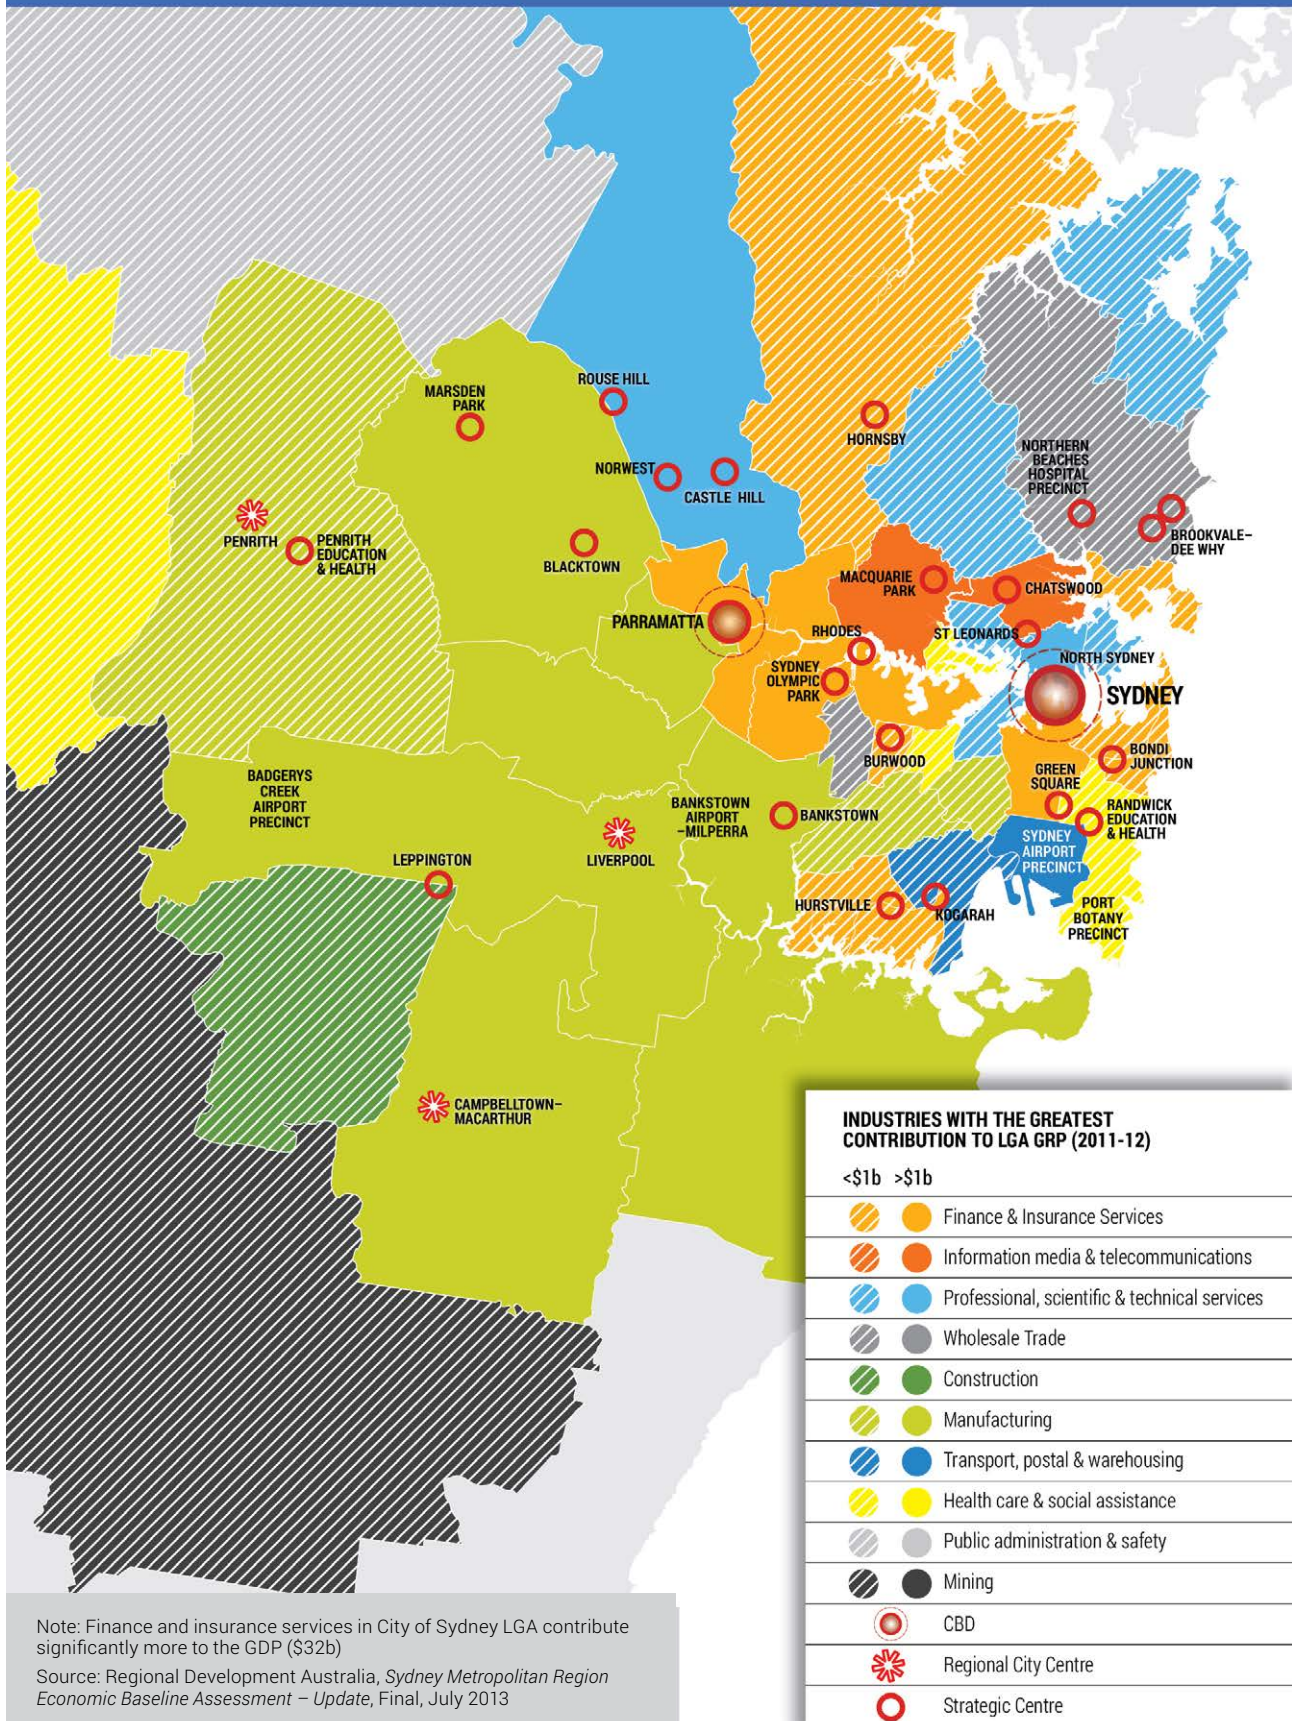 MARSDEN
PARK
ROUSE HILL
NORWEST
CASTLE HILL
HORNSBY
NORTHERN
BEACHES
HOSPITAL
PRECINCT
BROOKVALE–
DEE WHY
PENRITH
PENRITH
EDUCATION
& HEALTH
BLACKTOWN
MACQUARIE
PARK
CHATSWOOD
PARRAMATTA
RHODES
ST LEONARDS
NORTH SYDNEY
SYDNEY
OLYMPIC
PARK
SYDNEY
BURWOOD
BONDI
JUNCTION
GREEN
SQUARE
BADGERYS
CREEK
AIRPORT
PRECINCT
BANKSTOWN
AIRPORT
–MILPERRA
BANKSTOWN
RANDWICK
EDUCATION
& HEALTH
SYDNEY
AIRPORT
PRECINCT
LEPPINGTON
LIVERPOOL
HURSTVILLE
KOGARAH
PORT
BOTANY
PRECINCT
CAMPBELLTOWN–
MACARTHUR
INDUSTRIES WITH THE GREATEST
CONTRIBUTION TO LGA GRP (2011-12)
<$1b >$1b
Finance & Insurance Services
Information media & telecommunications
Professional, scientific & technical services
Wholesale Trade
Construction
Manufacturing
Transport, postal & warehousing
Health care & social assistance
Public administration & safety
Mining
CBD
Regional City Centre
Strategic Centre
Note: Finance and insurance services in City of Sydney LGA contribute
significantly more to the GDP ($32b)
Source: Regional Development Australia, Sydney Metropolitan Region
Economic Baseline Assessment – Update, Final, July 2013